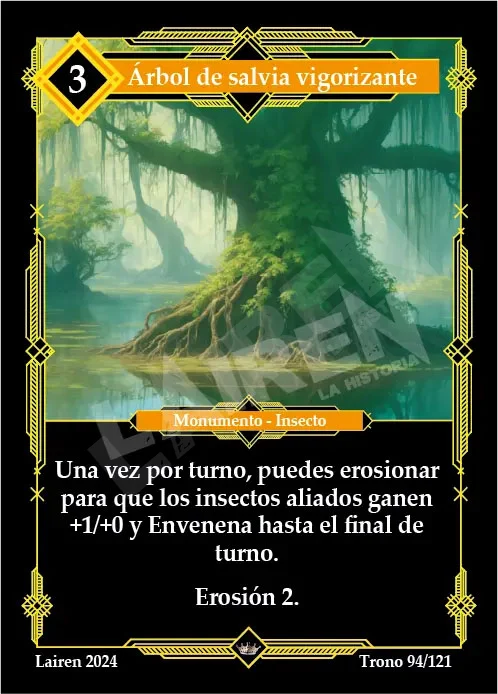 3
Árbol de salvia vigorizante
LAIREN
LA HISTORIA
Monumento - Insecto
Una vez por turno, puedes erosionar
para que los insectos aliados ganen
+1/+0 y Envenena hasta el final de
turno.
Erosión 2.
Lairen 2024
Trono 94/121